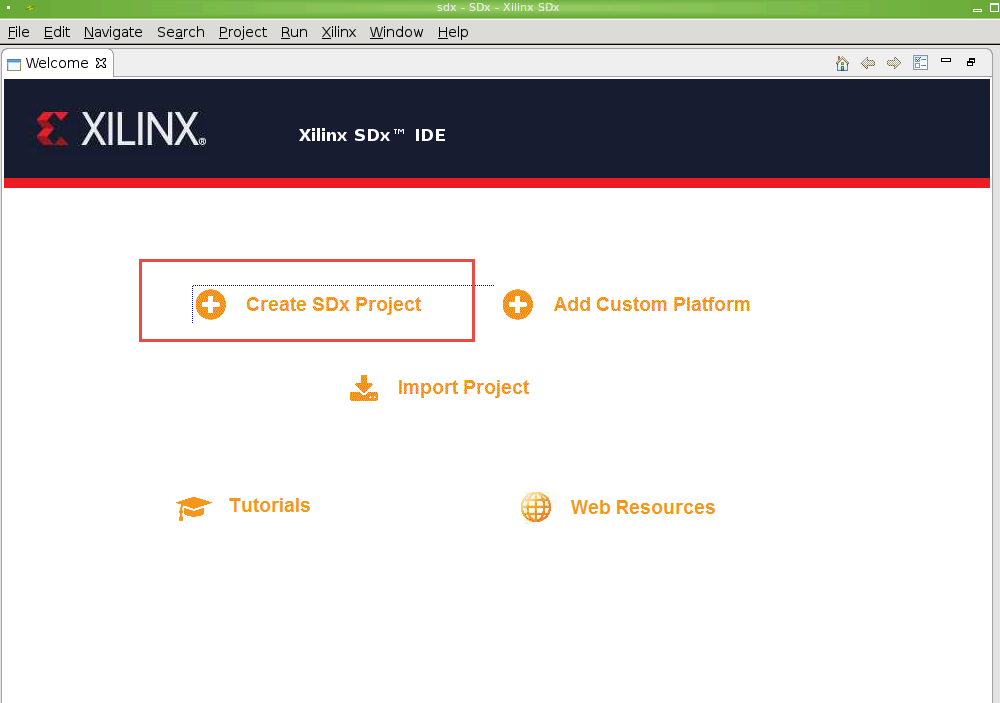 sdx - SDx - Xilinx SDx
File Edit Navigate Search Project Run Xilinx Window Help
Welcome
XILINX®
Xilinx SDx™ IDE
Create SDx Project
Add Custom Platform
Import Project
Tutorials
Web Resources